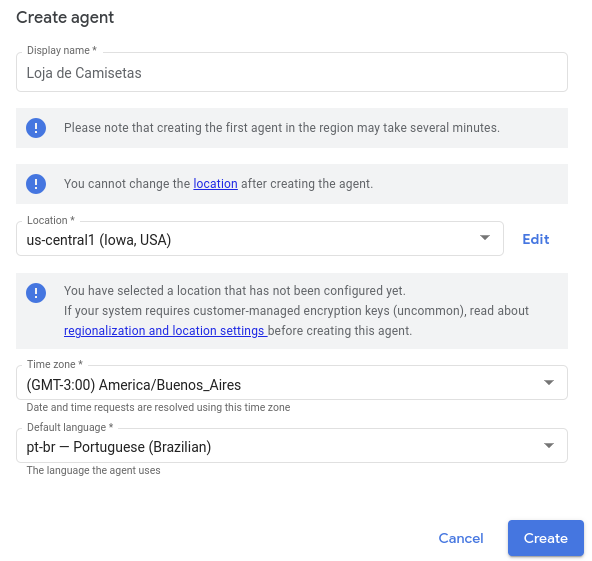 Create agent
Display name *
Loja de Camisetas
Please note that creating the first agent in the region may take several minutes.
You cannot change the location after creating the agent.
Location *
us-central1 (Iowa, USA)
Edit
You have selected a location that has not been configured yet.
If your system requires customer-managed encryption keys (uncommon), read about
regionalization and location settings before creating this agent.
Time zone *
(GMT-3:00) America/Buenos_Aires
Date and time requests are resolved using this time zone
Default language *
pt-br — Portuguese (Brazilian)
The language the agent uses
Cancel
Create